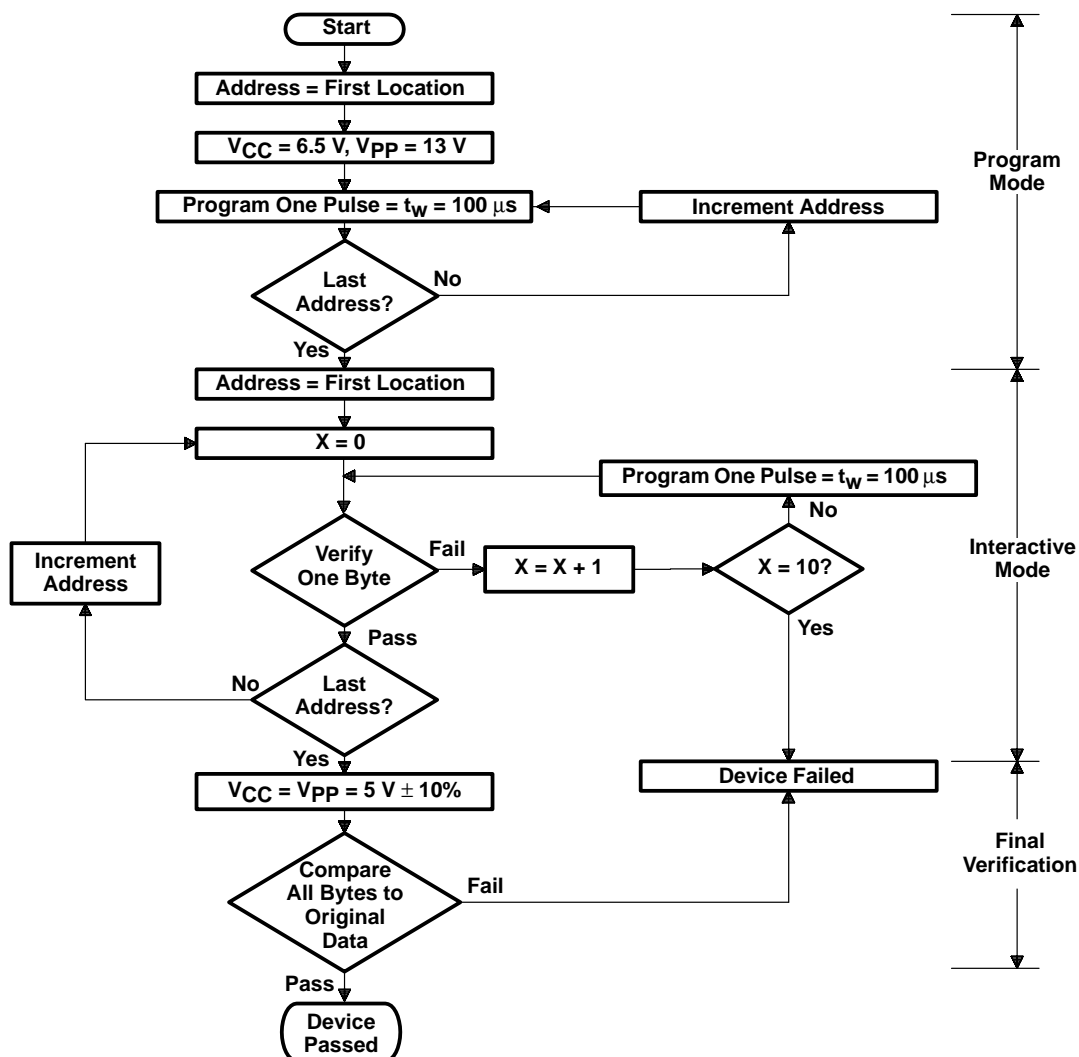 Start
Address = First Location
VCC = 6.5 V, VPP = 13 V
Program One Pulse = tw = 100 µs
Increment Address
Program
Mode
Last
Address?
No
Yes
Address = First Location
X = 0
Program One Pulse = tw = 100 µs
No
Increment
Address
Verify
One Byte
Fail
X = X + 1
X = 10?
Interactive
Mode
Yes
Pass
No
Last
Address?
Yes
VCC = VPP = 5 V ± 10%
Device Failed
Compare
All Bytes to
Original
Data
Fail
Final
Verification
Pass
Device
Passed